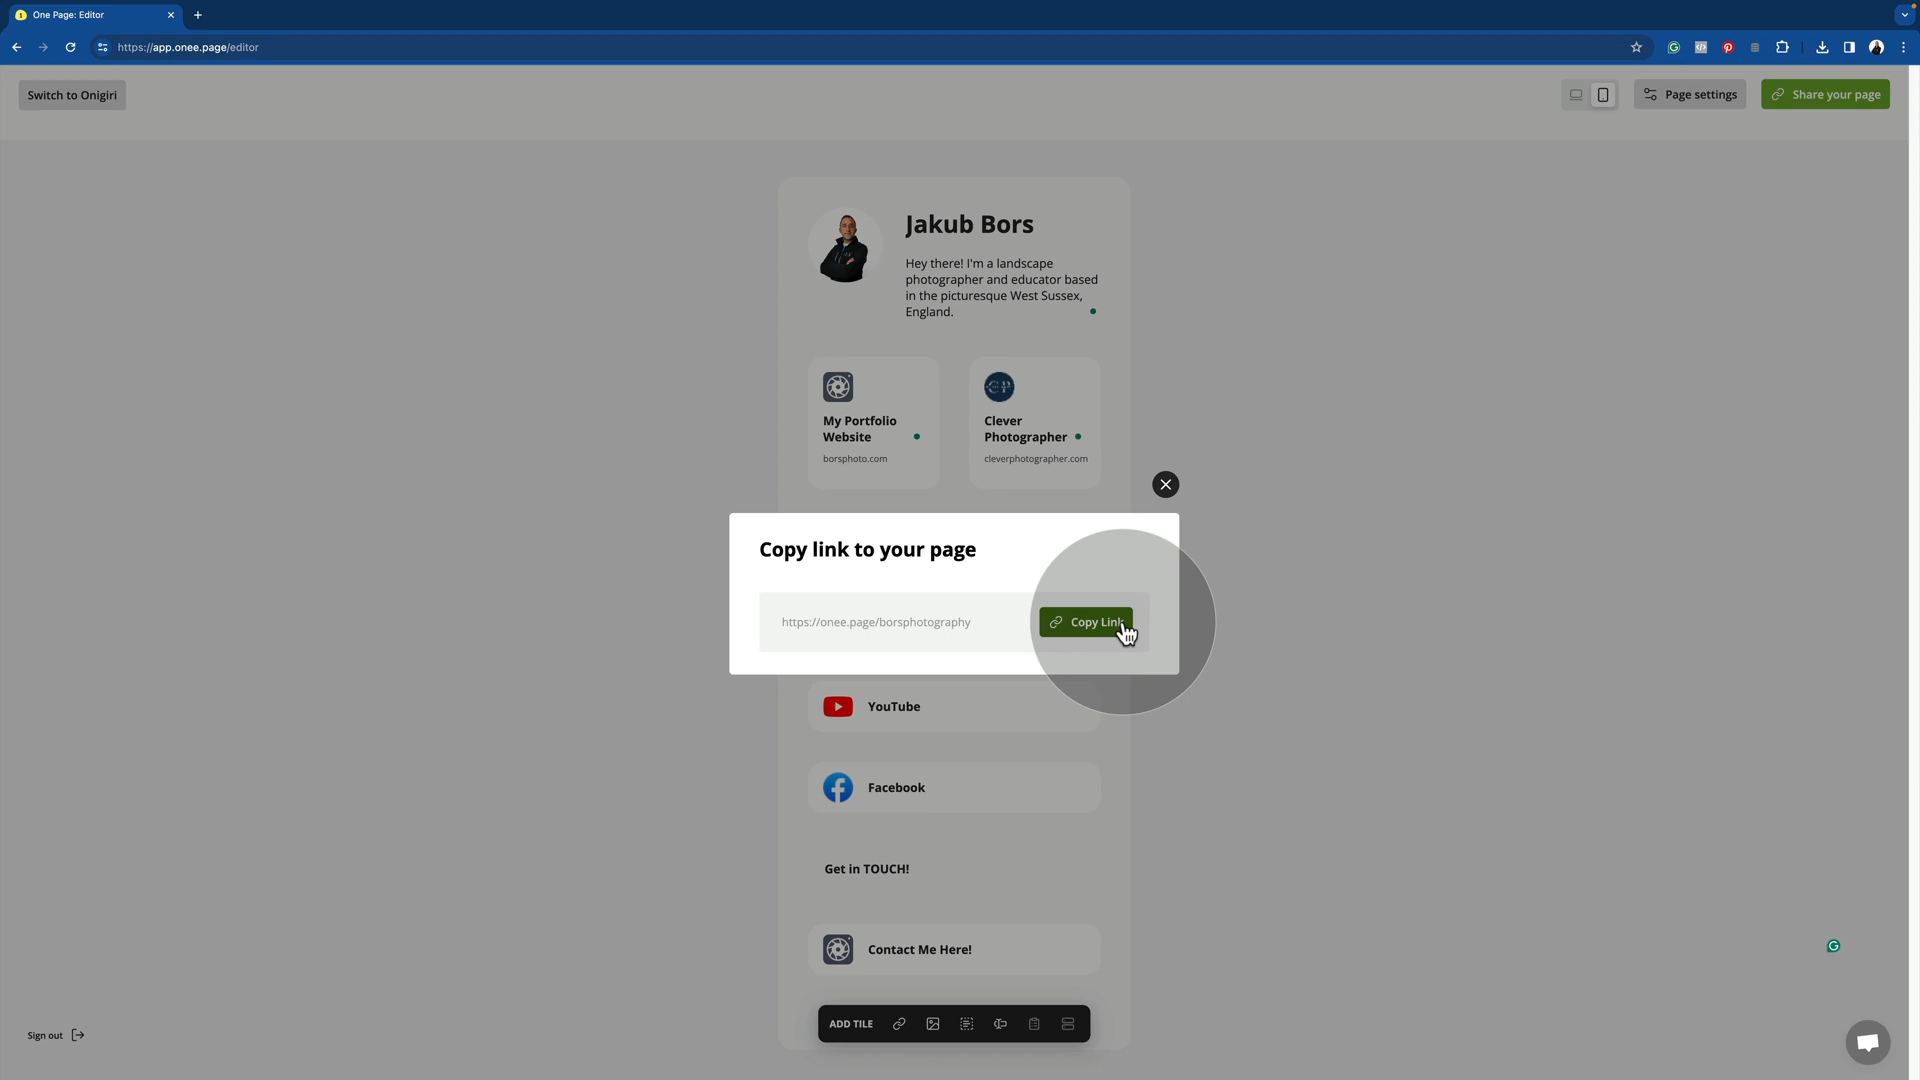 One Page: Editor
https://app.onee.page/editor
Switch to Onigiri
Page settings
Share your page
Jakub Bors
Hey there! I'm a landscape
photographer and educator based
in the picturesque West Sussex,
England.
My Portfolio
Website
borsphoto.com
CP
Clever
Photographer
cleverphotographer.com
Copy link to your page
https://onee.page/borsphotography
Copy Link
YouTube
Facebook
Get in TOUCH!
Contact Me Here!
ADD TILE
Sign out